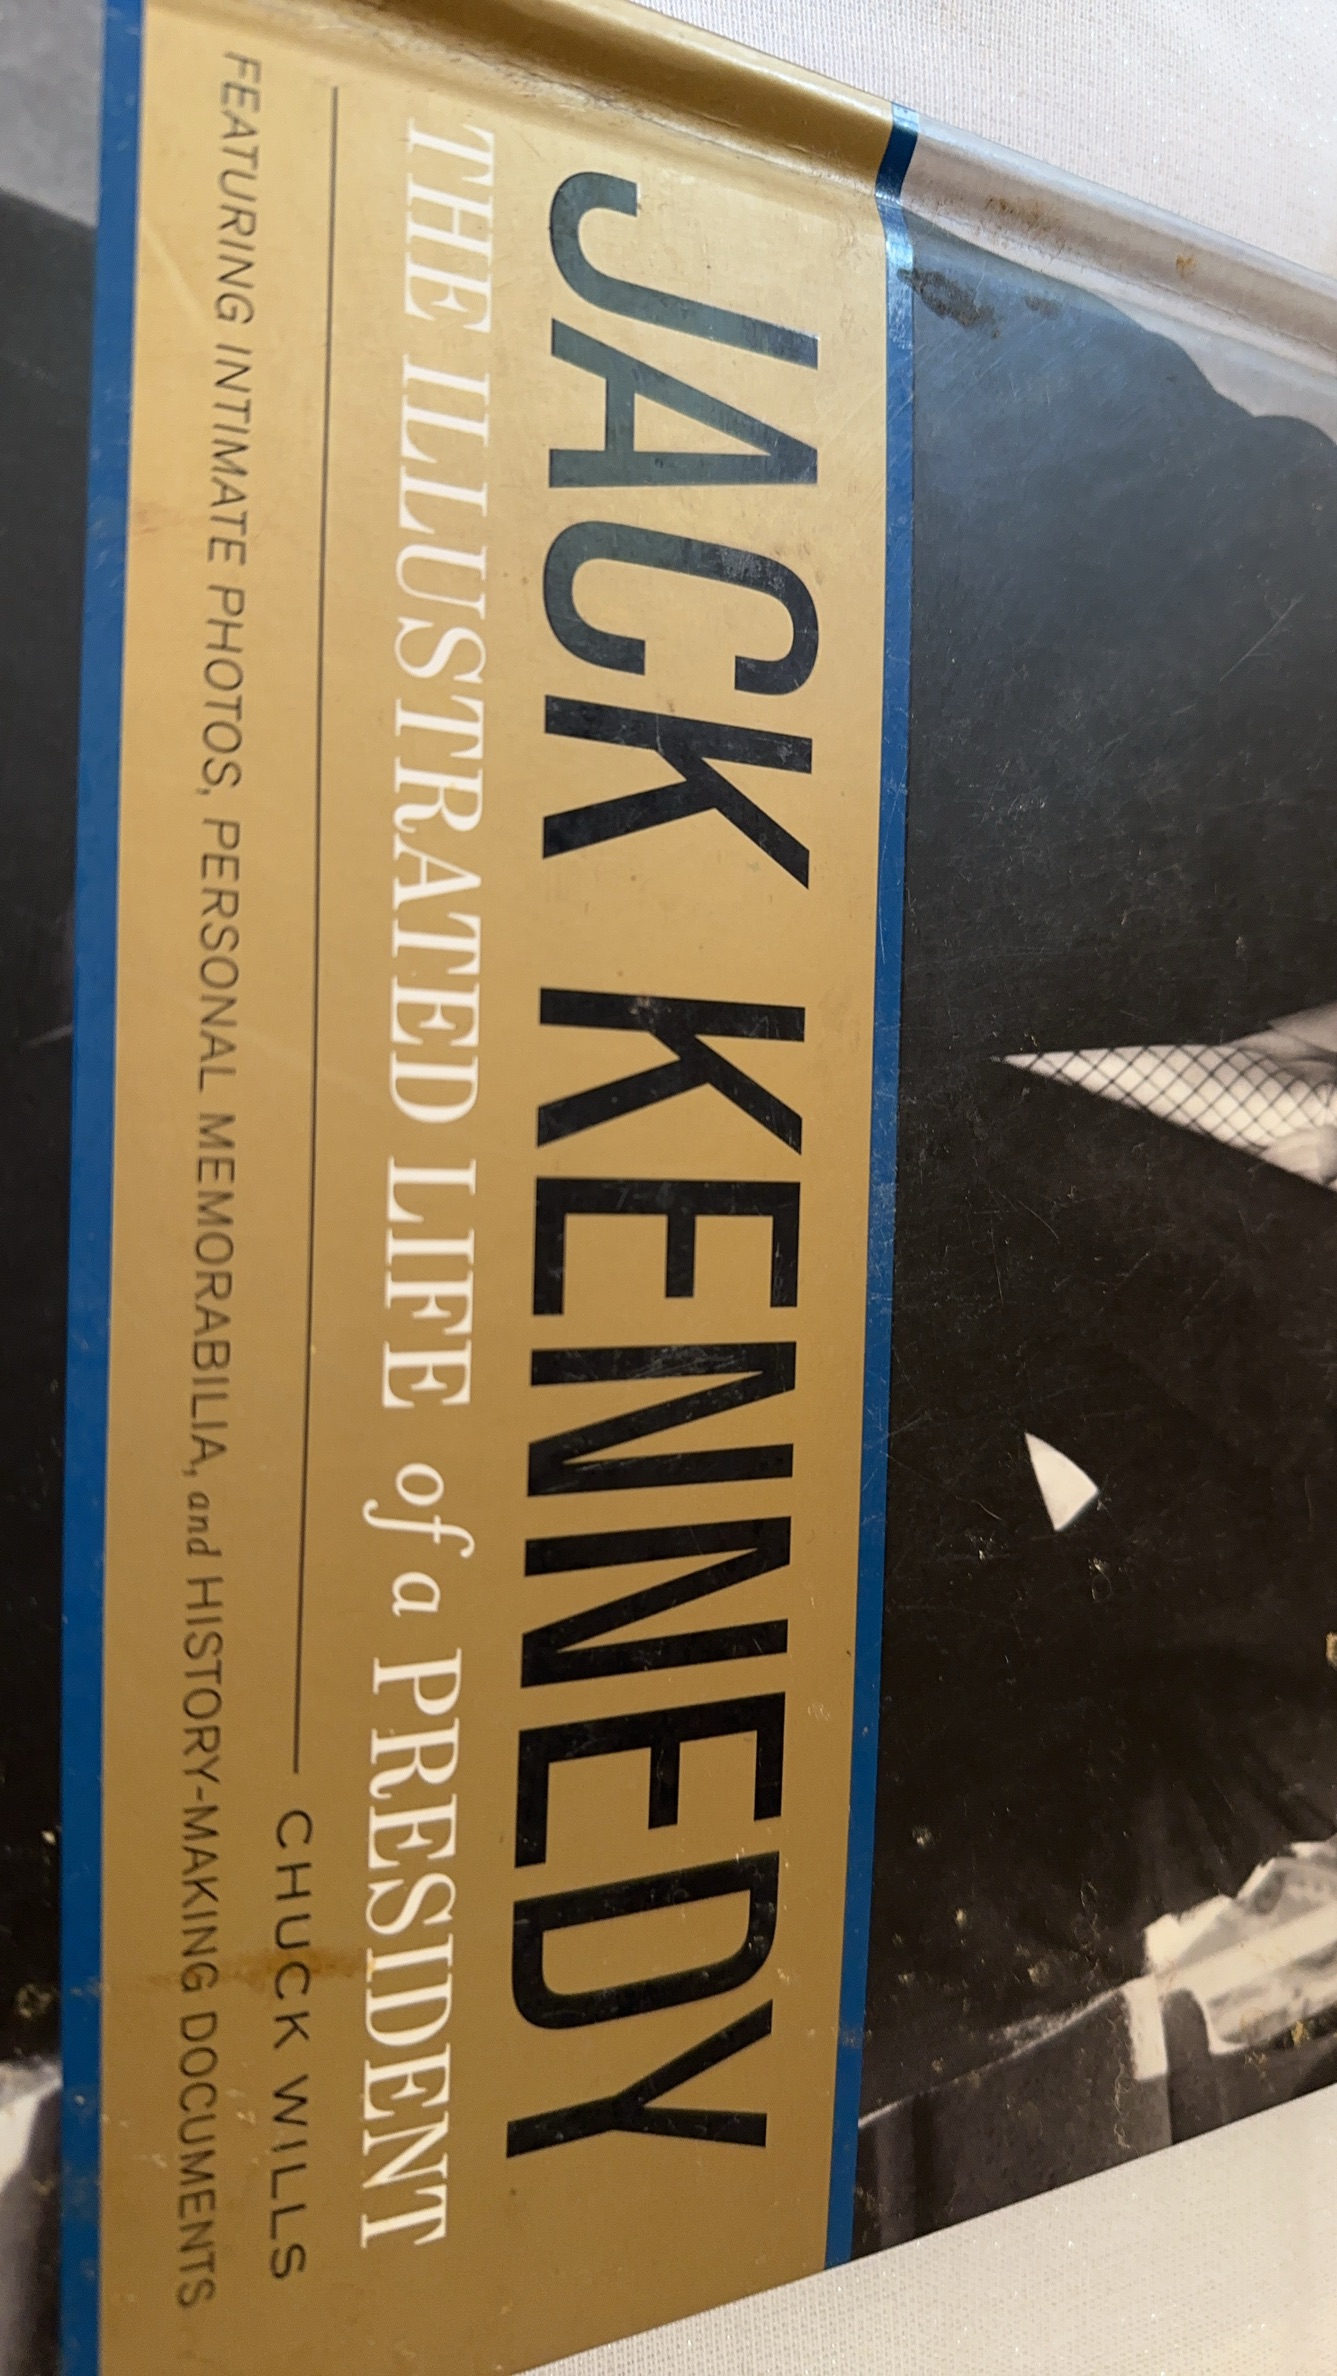 JACK KENNEDY
THE ILLUSTRATED LIFE of a PRESIDENT
CHUCK WILLS
FEATURING INTIMATE PHOTOS, PERSONAL MEMORABILIA, and HISTORY-MAKING DOCUMENTS